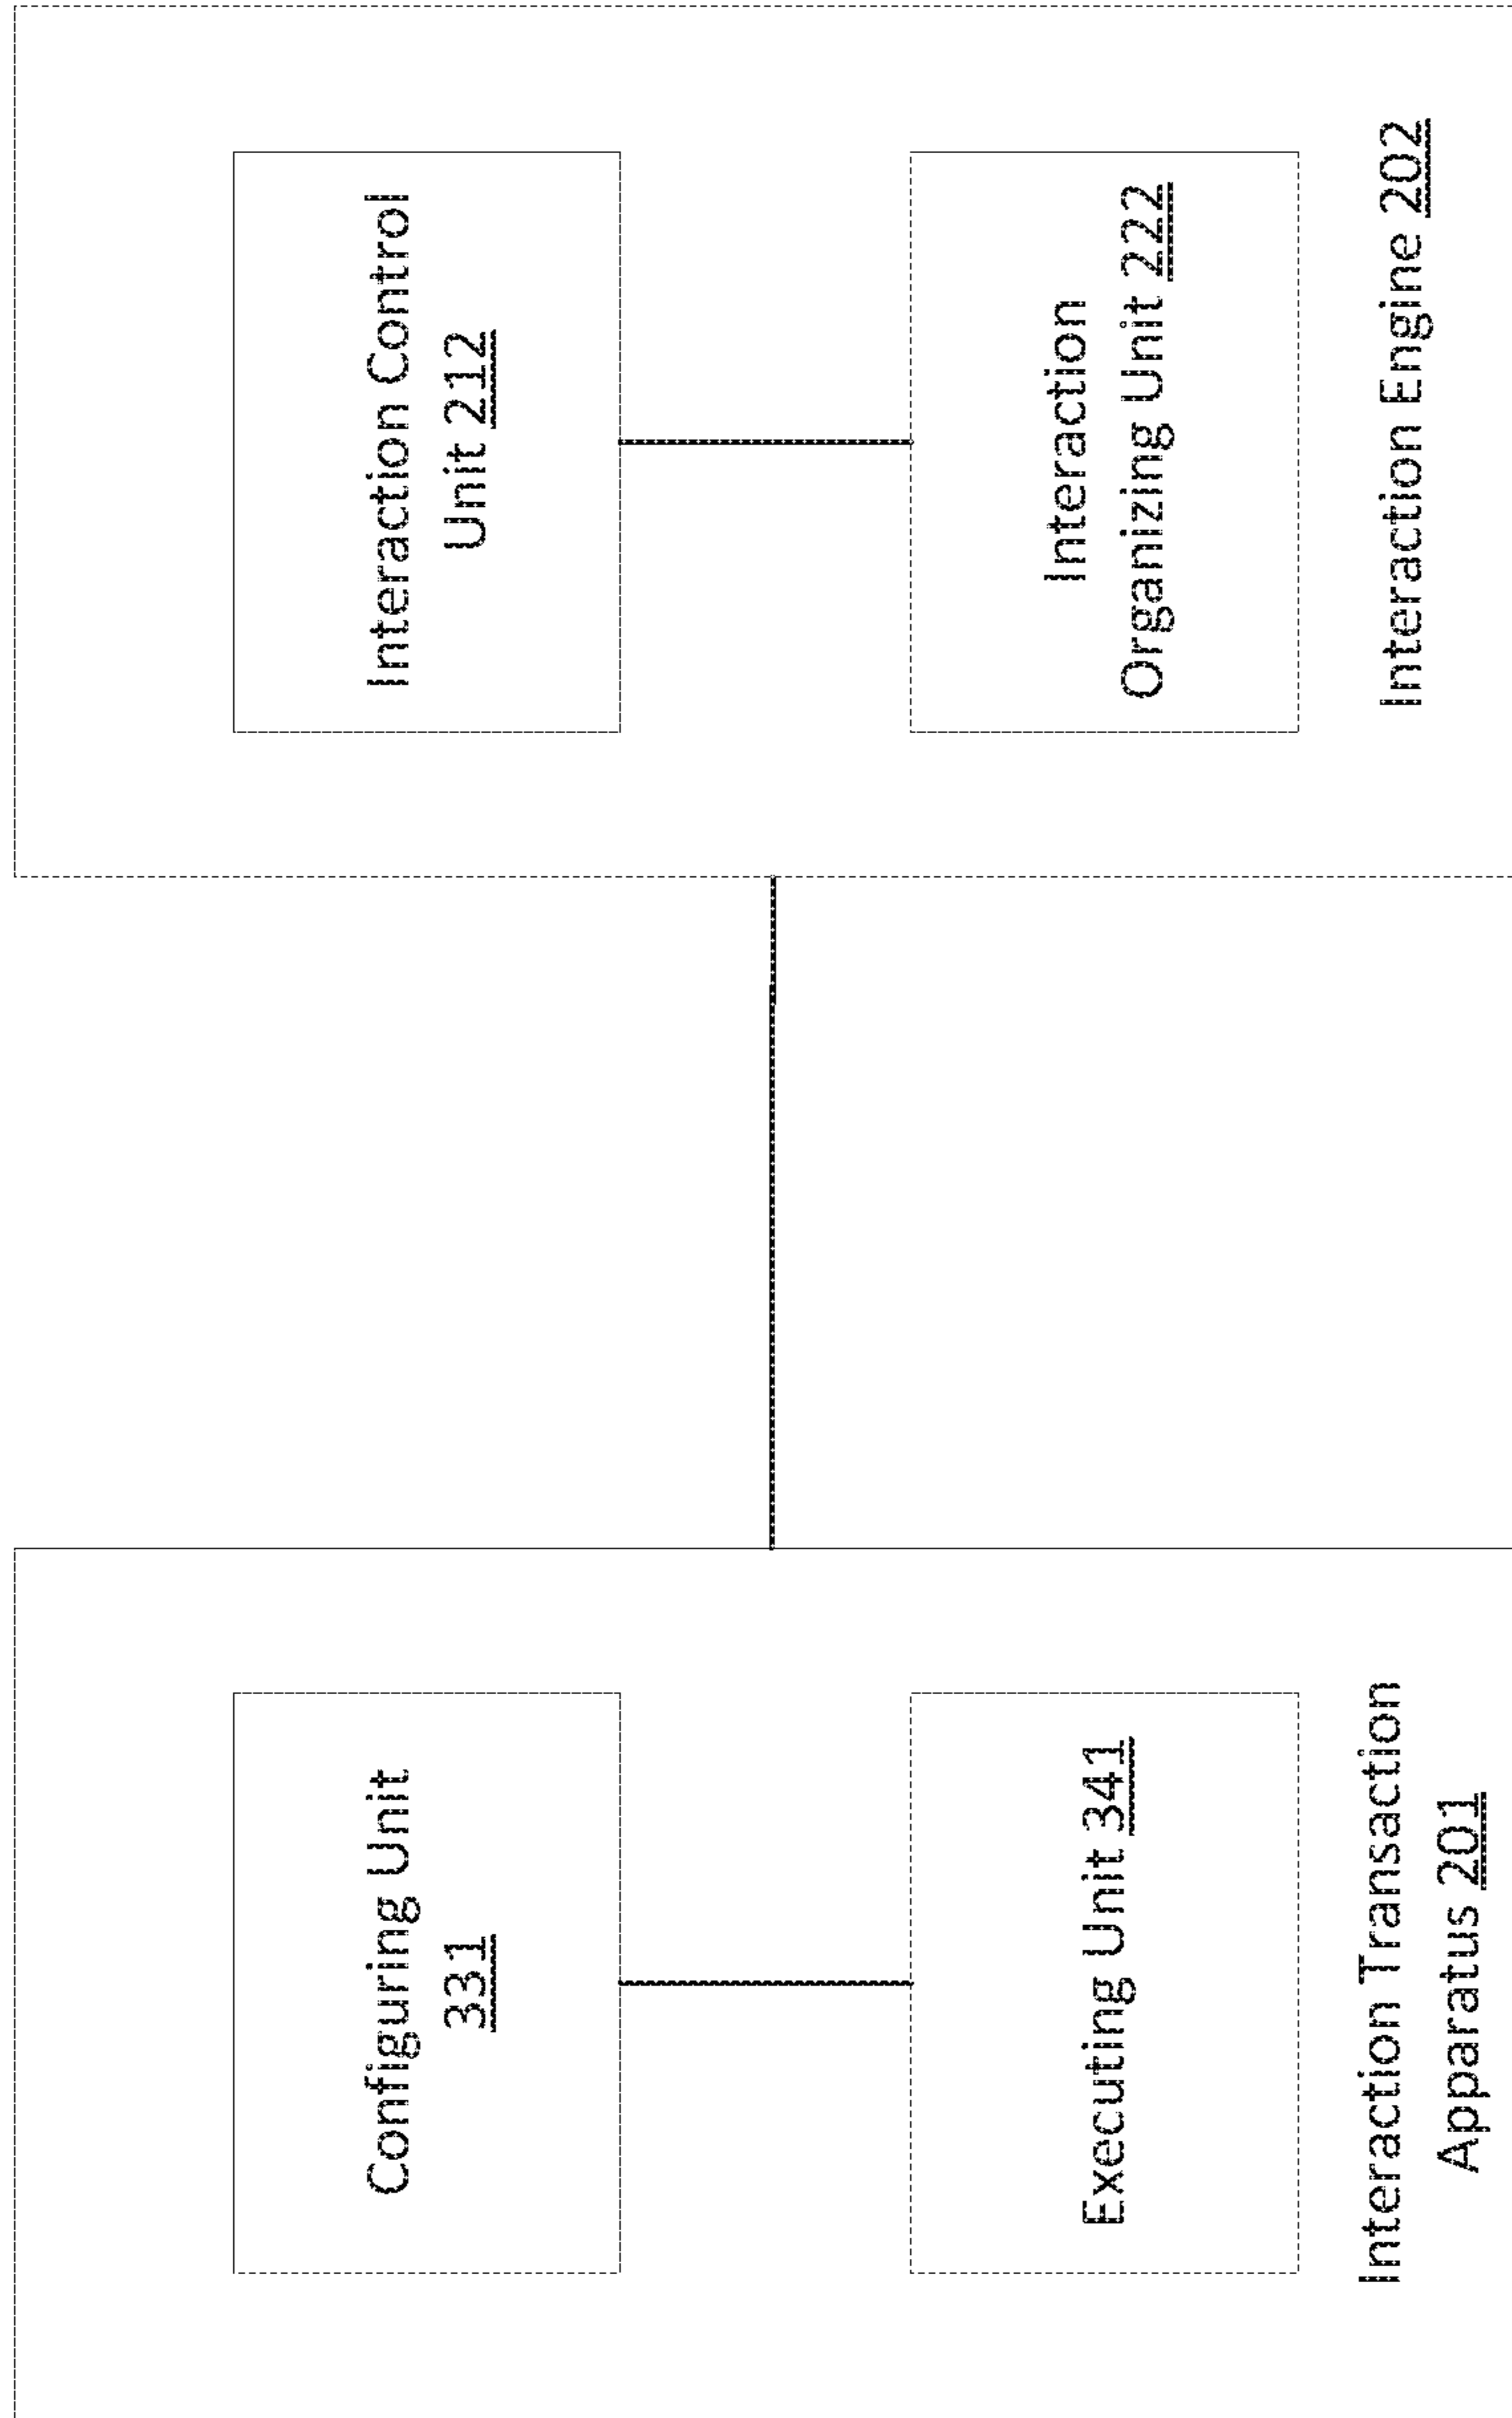 Configuring Unit
331
Executing Unit 341
Interaction Transaction
Apparatus 201
Interaction Control
Unit 212
Interaction
Organizing Unit 222
Interaction Engine 202